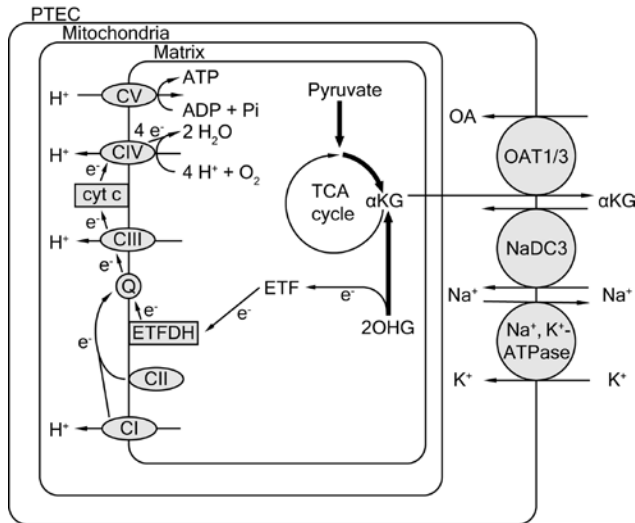 PTEC
Mitochondria
Matrix
H⁺
CV
ATP
ADP + Pi
H⁺
CIV
4 e⁻
2 H₂O
4 H⁺ + O₂
e⁻
cyt c
e⁻
H⁺
CIII
e⁻
Q
e⁻
ETFDH
e⁻
ETF
e⁻
2OHG
e⁻
CII
H⁺
CI
Pyruvate
TCA
cycle
αKG
OA
OAT1/3
αKG
NaDC3
Na⁺
Na⁺
Na⁺, K⁺-
ATPase
K⁺
K⁺